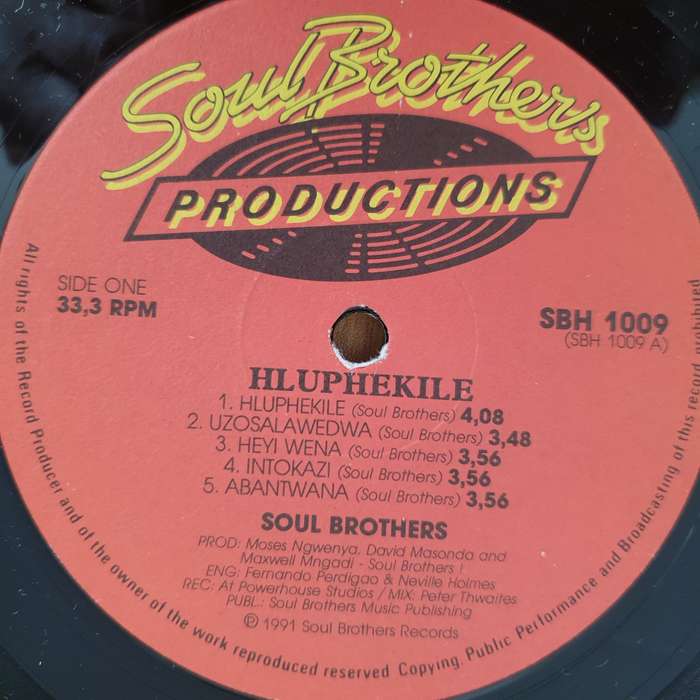 Soul Brothers
PRODUCTIONS
SIDE ONE
33,3 RPM
SBH 1009
(SBH 1009 A)
HLUPHEKILE
1. HLUPHEKILE (Soul Brothers) 4,08
2. UZOSALAWEDWA (Soul Brothers) 3,48
3. HEYI WENA (Soul Brothers) 3,56
4. INTOKAZI (Soul Brothers) 3,56
5. ABANTWANA (Soul Brothers) 3,56
SOUL BROTHERS
PROD: Moses Ngwenya, David Masondo and
Maxwell Mngadi - Soul Brothers !
ENG: Fernando Perdigao & Neville Holmes
REC: At Powerhouse Studios / MIX: Peter Thwaites
PUBL.: Soul Brothers Music Publishing
℗ 1991 Soul Brothers Records
All rights of the Record Producer and of the owner of the work reproduced reserved Copying, Public Performance and Broadcasting of this record prohibited